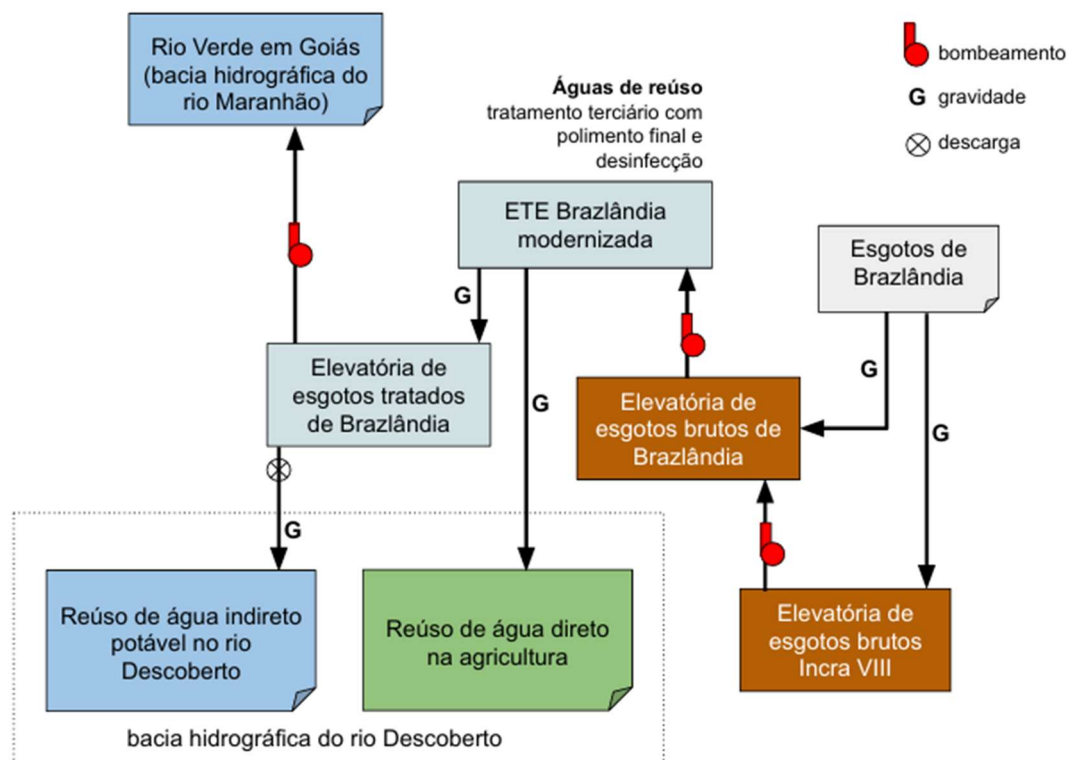 Rio Verde em Goiás
(bacia hidrográfica do
rio Maranhão)
Águas de reúso
tratamento terciário com
polimento final e
desinfecção
bombeamento
G gravidade
descarga
ETE Brazlândia
modernizada
Esgotos de
Brazlândia
G
Elevatória de
esgotos tratados
de Brazlândia
G
Elevatória de
esgotos brutos de
Brazlândia
G
G
G
Reúso de água indireto
potável no rio
Descoberto
Reúso de água direto
na agricultura
Elevatória de
esgotos brutos
Incra VIII
bacia hidrográfica do rio Descoberto